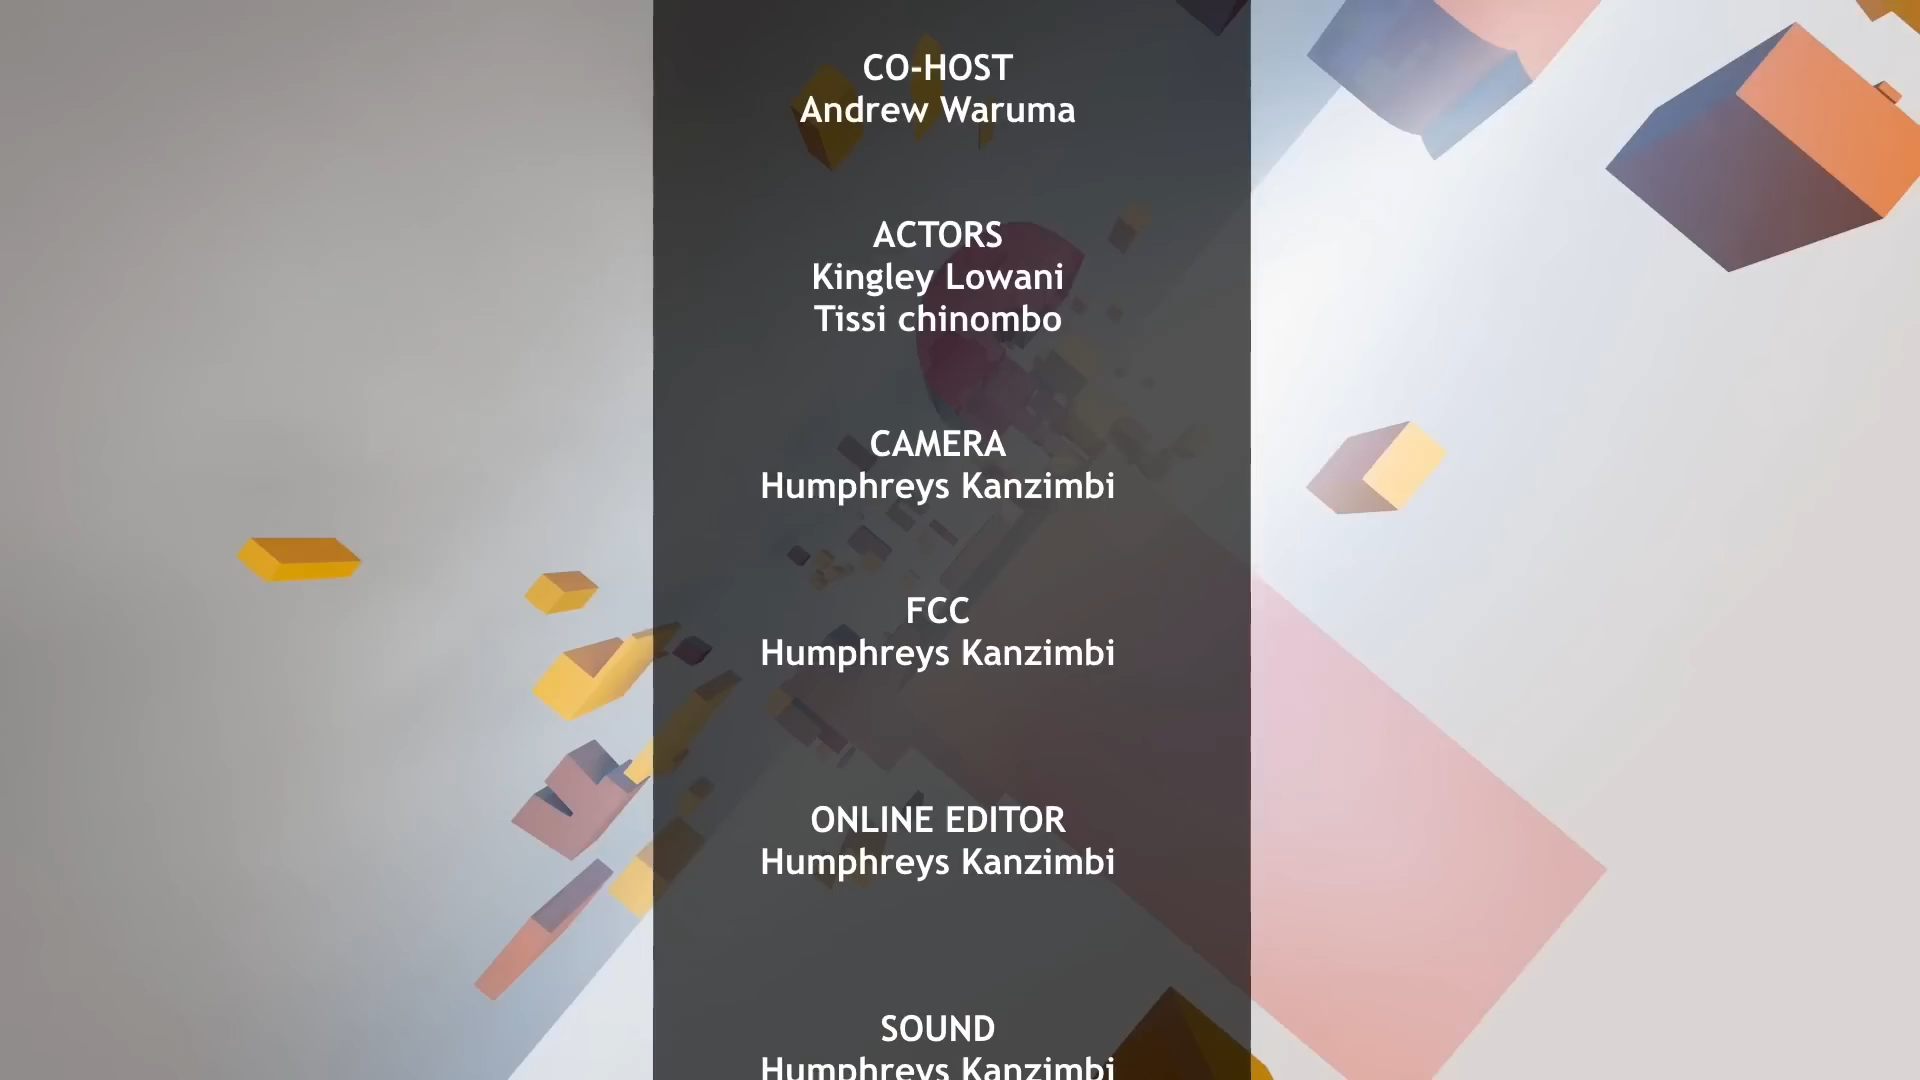 CO-HOST
Andrew Waruma
ACTORS
Kingley Lowani
Tissi chinombo
CAMERA
Humphreys Kanzimbi
FCC
Humphreys Kanzimbi
ONLINE EDITOR
Humphreys Kanzimbi
SOUND
Humphreys Kanzimbi